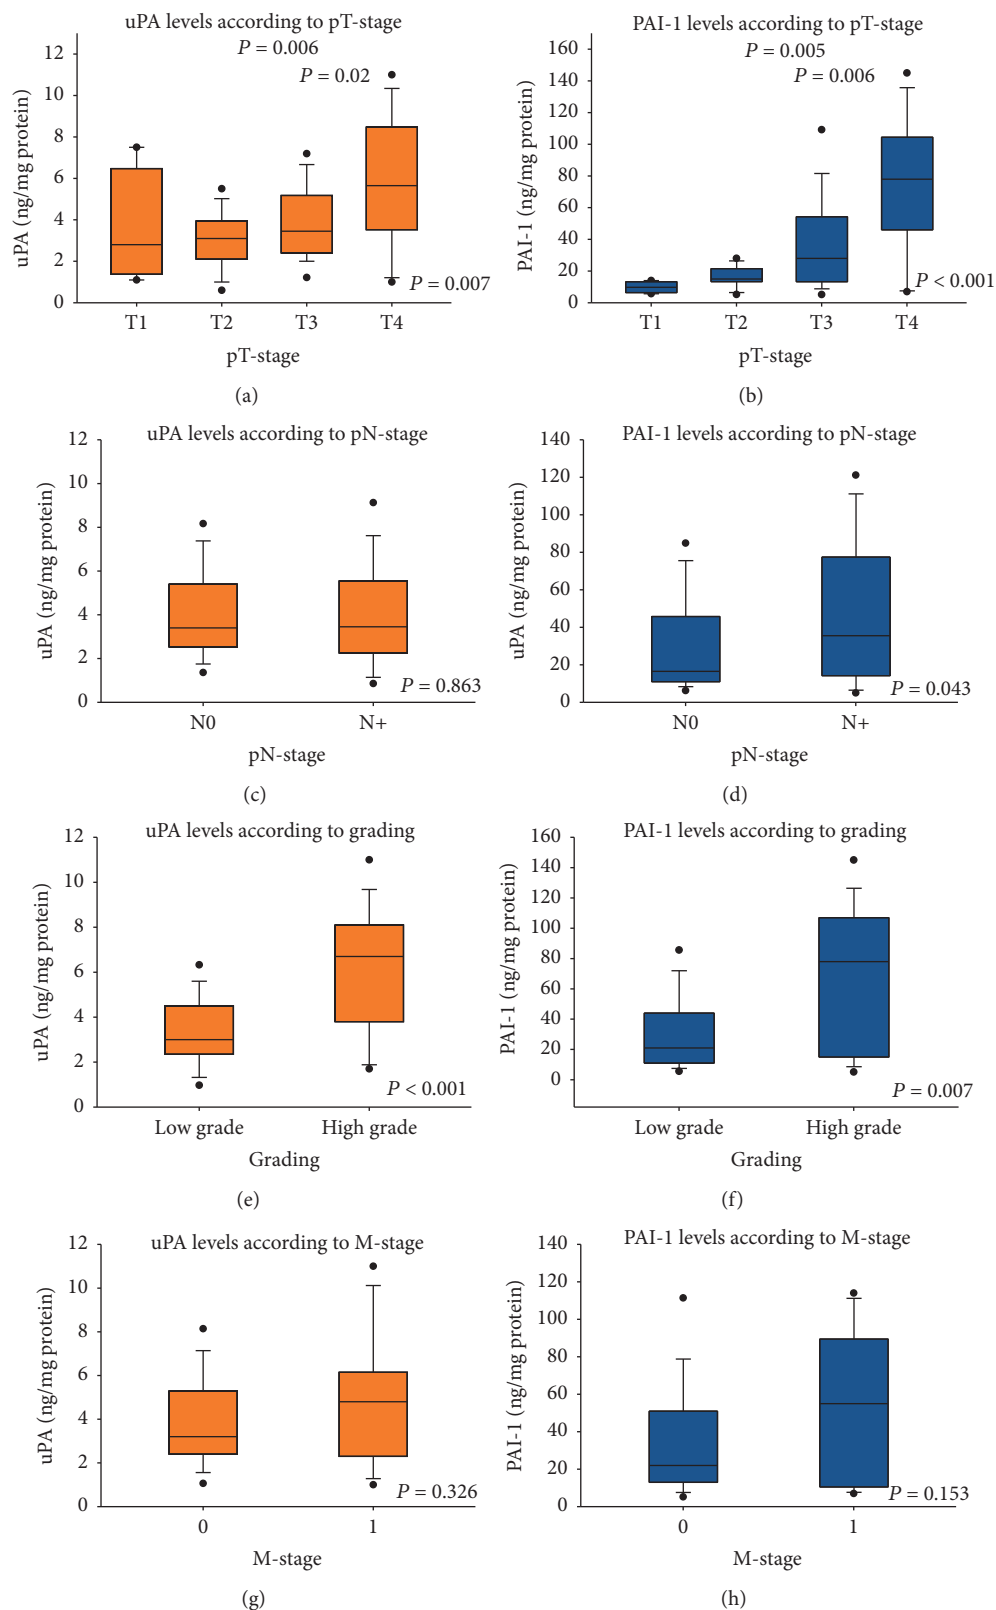 uPA levels according to pT-stage
P = 0.006
P = 0.02
12
10
8
6
4
2
0
uPA (ng/mg protein)
P = 0.007
T1 T2 T3 T4
pT-stage
(a)
PAI-1 levels according to pT-stage
P = 0.005
P = 0.006
160
140
120
100
80
60
40
20
0
PAI-1 (ng/mg protein)
P < 0.001
T1 T2 T3 T4
pT-stage
(b)
uPA levels according to pN-stage
12
10
8
6
4
2
0
uPA (ng/mg protein)
P = 0.863
N0 N+
pN-stage
(c)
PAI-1 levels according to pN-stage
140
120
100
80
60
40
20
0
uPA (ng/mg protein)
P = 0.043
N0 N+
pN-stage
(d)
uPA levels according to grading
12
10
8
6
4
2
0
uPA (ng/mg protein)
P < 0.001
Low grade High grade
Grading
(e)
PAI-1 levels according to grading
160
140
120
100
80
60
40
20
0
PAI-1 (ng/mg protein)
P = 0.007
Low grade High grade
Grading
(f)
uPA levels according to M-stage
12
10
8
6
4
2
0
uPA (ng/mg protein)
P = 0.326
0 1
M-stage
(g)
PAI-1 levels according to M-stage
140
120
100
80
60
40
20
0
PAI-1 (ng/mg protein)
P = 0.153
0 1
M-stage
(h)